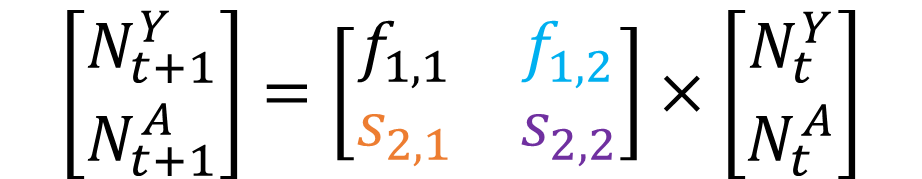 [N^Y_{t+1}; N^A_{t+1}] = [f_{1,1} f_{1,2}; s_{2,1} s_{2,2}] × [N^Y_t; N^A_t]